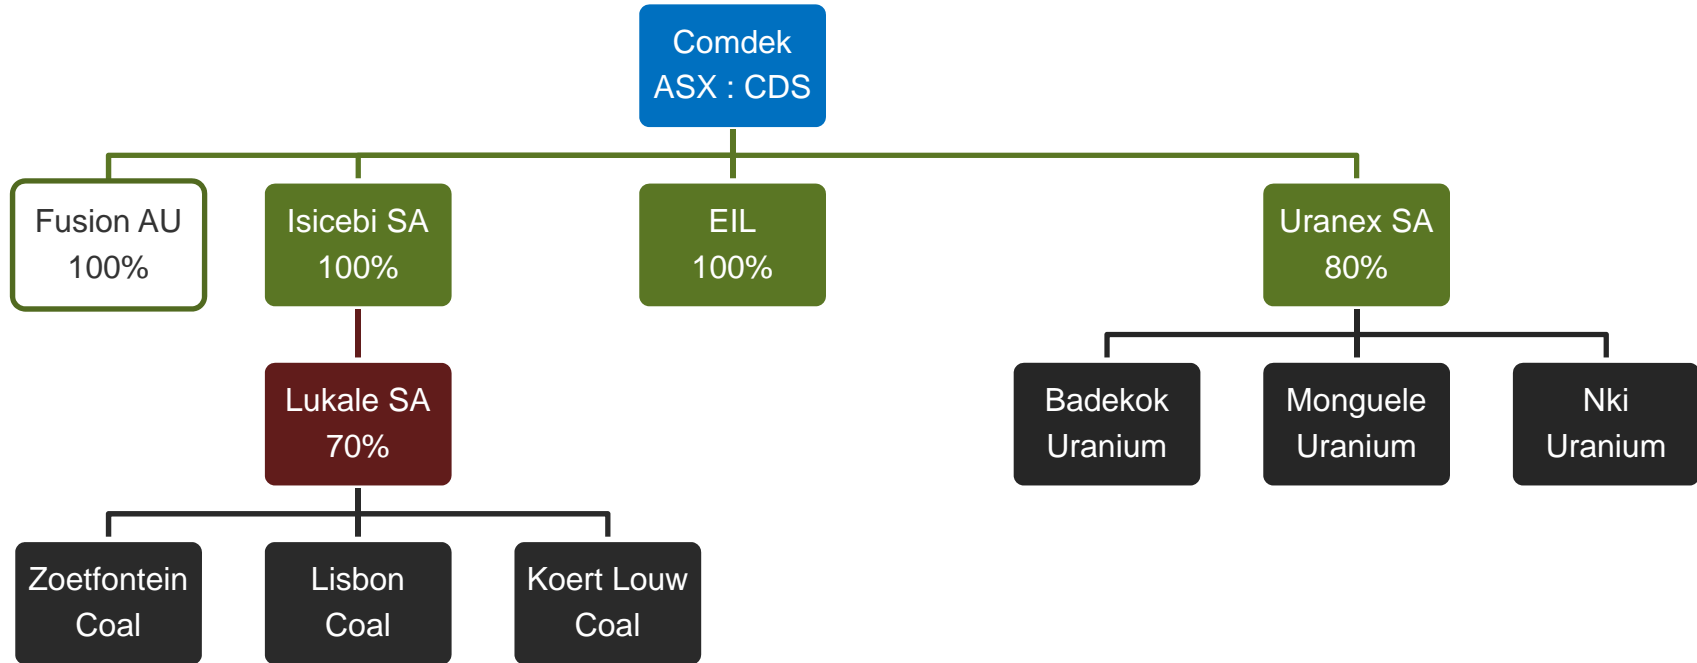 Comdek
ASX : CDS
Fusion AU
100%
Isicebi SA
100%
EIL
100%
Uranex SA
80%
Lukale SA
70%
Badekok
Uranium
Monguele
Uranium
Nki
Uranium
Zoetfontein
Coal
Lisbon
Coal
Koert Louw
Coal